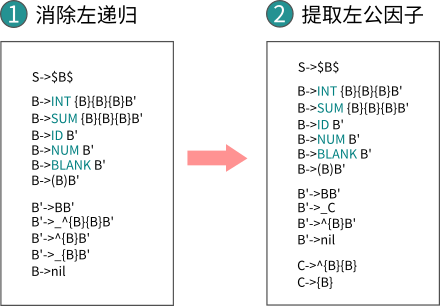 1 消除左递归
S->$B$
B->INT {B}{B}{B}B'
B->SUM {B}{B}{B}B'
B->ID B'
B->NUM B'
B->BLANK B'
B->(B)B'
B'->BB'
B'->_^{B}{B}B'
B'->^{B}B'
B'->_{B}B'
B->nil
2 提取左公因子
S->$B$
B->INT {B}{B}{B}B'
B->SUM {B}{B}{B}B'
B->ID B'
B->NUM B'
B->BLANK B'
B->(B)B'
B'->BB'
B'->_C
B'->^{B}B'
B'->nil
C->^{B}{B}
C->{B}